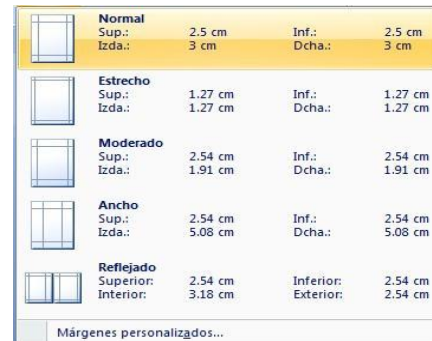 Normal
Sup.: 2.5 cm Inf.: 2.5 cm
Izda.: 3 cm Dcha.: 3 cm
Estrecho
Sup.: 1.27 cm Inf.: 1.27 cm
Izda.: 1.27 cm Dcha.: 1.27 cm
Moderado
Sup.: 2.54 cm Inf.: 2.54 cm
Izda.: 1.91 cm Dcha.: 1.91 cm
Ancho
Sup.: 2.54 cm Inf.: 2.54 cm
Izda.: 5.08 cm Dcha.: 5.08 cm
Reflejado
Superior: 2.54 cm Inferior: 2.54 cm
Interior: 3.18 cm Exterior: 2.54 cm
Márgenes personalizados...